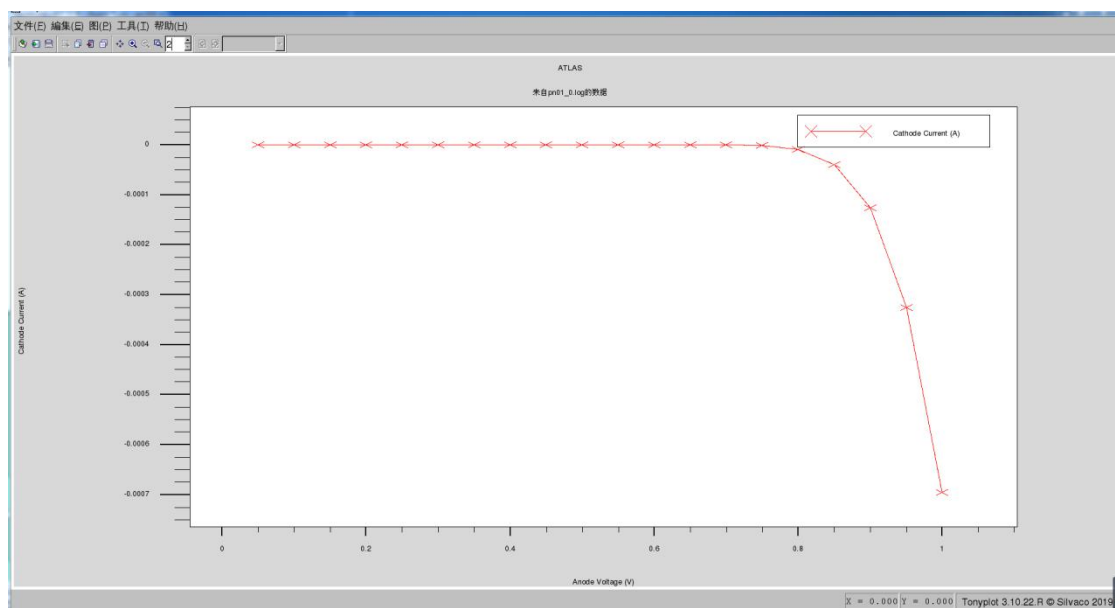 文件(F) 編集(E) 图(P) 工具(T) 帮助(H)
2
ATLAS
来自pn01_0.log的数据
Cathode Current (A)
0
-0.0001
-0.0002
-0.0003
-0.0004
-0.0005
-0.0006
-0.0007
Cathode Current (A)
0 0.2 0.4 0.6 0.8 1
Anode Voltage (V)
X = 0.000 Y = 0.000 Tonyplot 3.10.22.R © Silvaco 2019